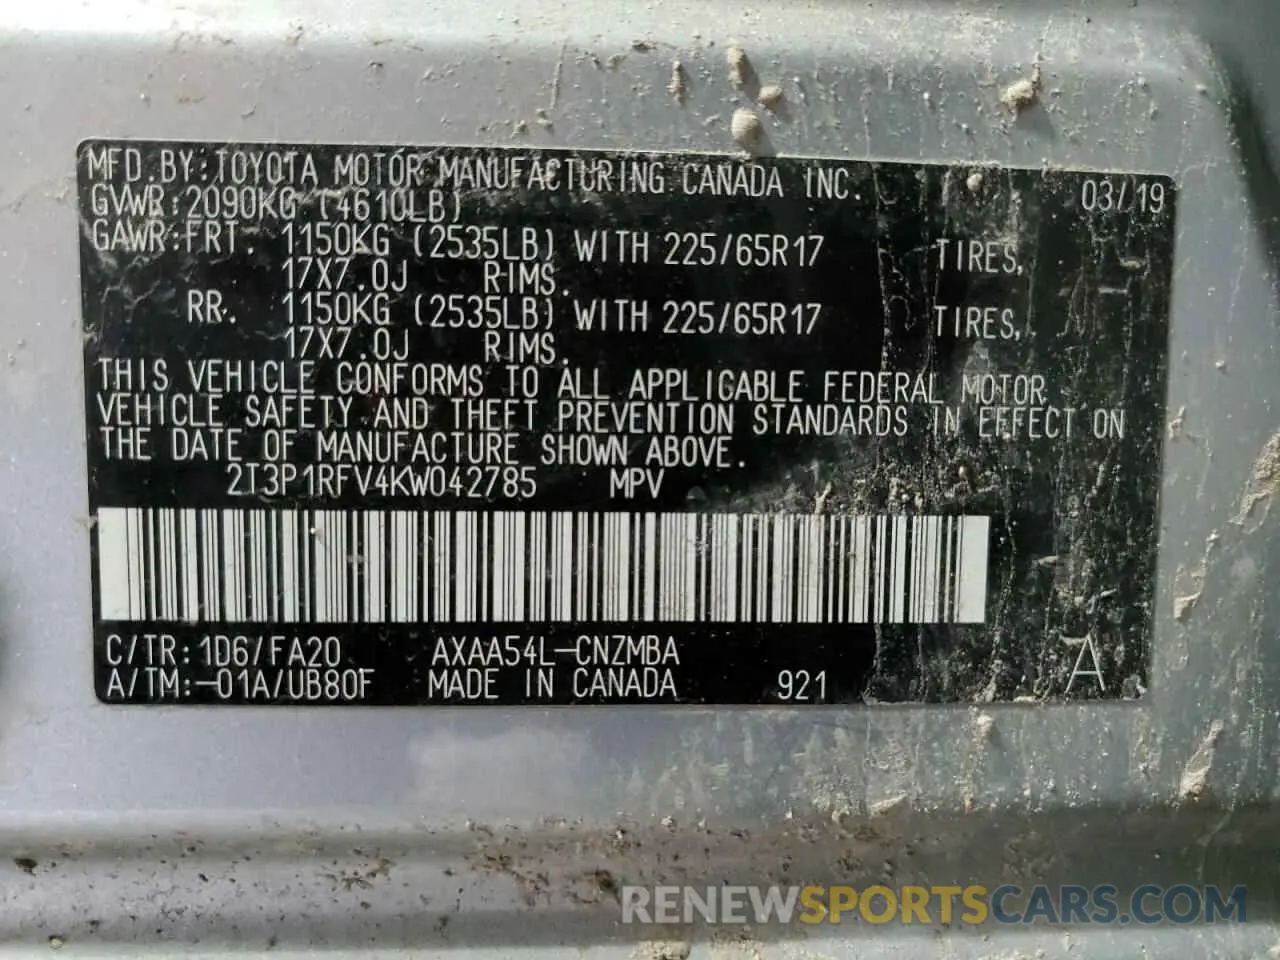 MFD.BY:TOYOTA MOTOR MANUFACTURING CANADA INC. 03/19
GVWR:2090KG (4610LB)
GAWR:FRT. 1150KG (2535LB) WITH 225/65R17 TIRES,
17X7.0J RIMS.
RR. 1150KG (2535LB) WITH 225/65R17 TIRES,
17X7.0J RIMS.
THIS VEHICLE CONFORMS TO ALL APPLICABLE FEDERAL MOTOR
VEHICLE SAFETY AND THEFT PREVENTION STANDARDS IN EFFECT ON
THE DATE OF MANUFACTURE SHOWN ABOVE.
2T3P1RFV4KW042785 MPV
C/TR:1D6/FA20 AXAA54L-CNZMBA A
A/TM:-01A/UB80F MADE IN CANADA 921
RENEWSPORTSCARS.COM